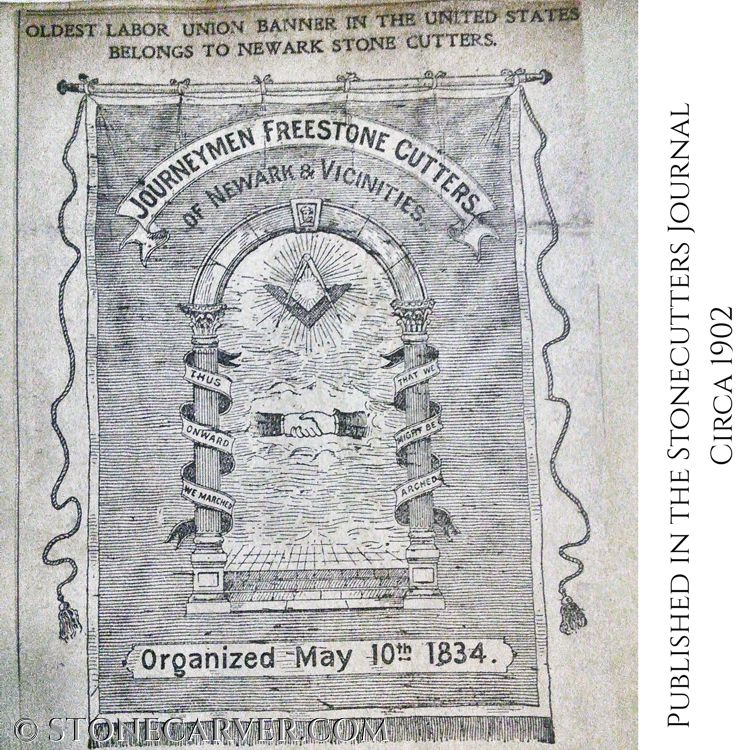 OLDEST LABOR UNION BANNER IN THE UNITED STATES
BELONGS TO NEWARK STONE CUTTERS.
JOURNEYMEN FREESTONE CUTTERS
OF NEWARK & VICINITIES.
THUS
ONWARD
WE MARCHED
THAT WE
MIGHT BE
ARCHED
Organized May 10th 1834.
© STONECARVER.COM
PUBLISHED IN THE STONECUTTERS JOURNAL
CIRCA 1902